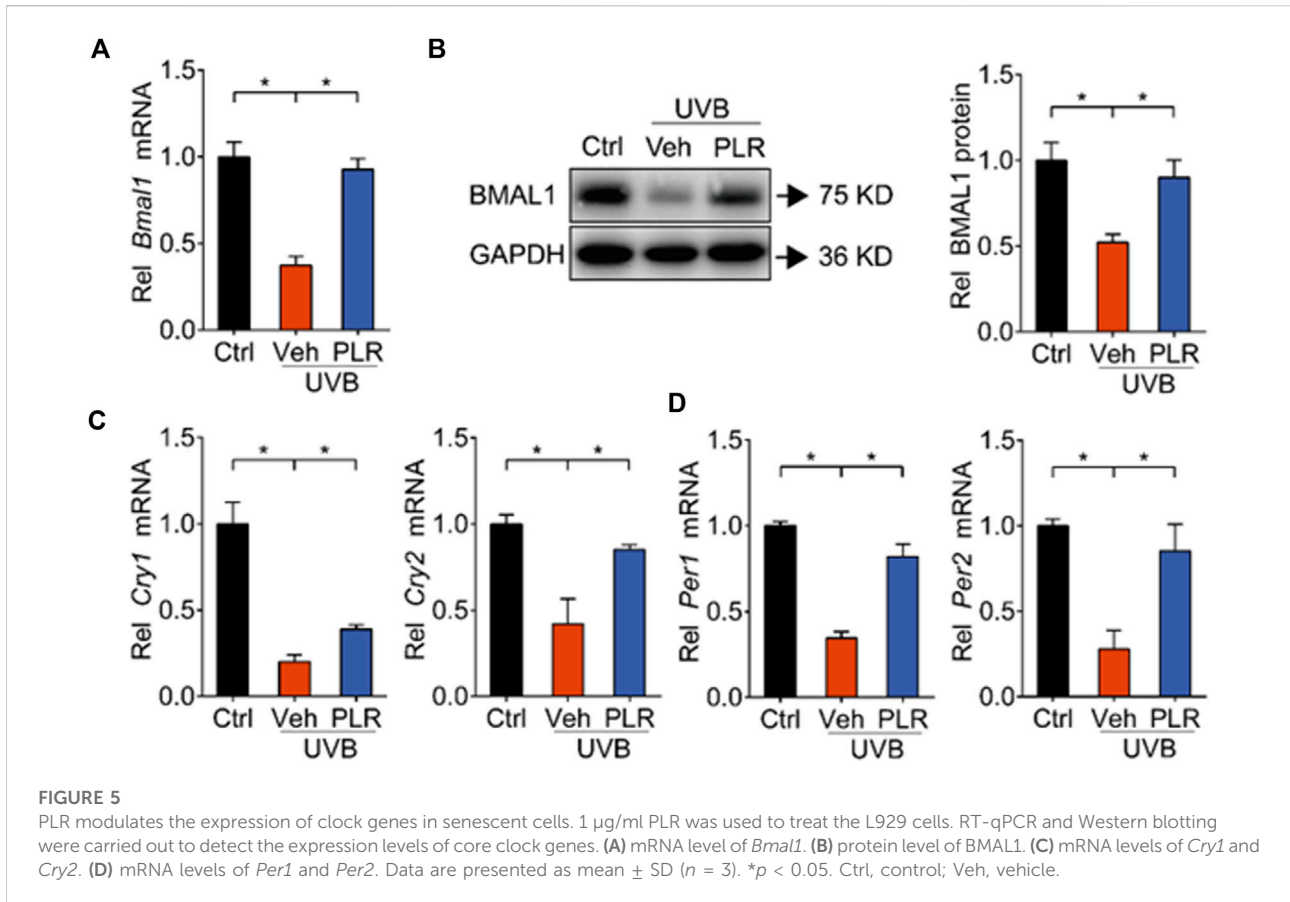 A
Rel Bmal1 mRNA
1.5
1.0
0.5
0.0
* *
Ctrl Veh PLR
UVB
B
UVB
Ctrl Veh PLR
BMAL1 75 KD
GAPDH 36 KD
Rel BMAL1 protein
1.5
1.0
0.5
0.0
* *
Ctrl Veh PLR
UVB
C
Rel Cry1 mRNA
1.5
1.0
0.5
0.0
* *
Ctrl Veh PLR
UVB
Rel Cry2 mRNA
1.5
1.0
0.5
0.0
* *
Ctrl Veh PLR
UVB
D
Rel Per1 mRNA
1.5
1.0
0.5
0.0
* *
Ctrl Veh PLR
UVB
Rel Per2 mRNA
1.5
1.0
0.5
0.0
* *
Ctrl Veh PLR
UVB
FIGURE 5
PLR modulates the expression of clock genes in senescent cells. 1 µg/ml PLR was used to treat the L929 cells. RT-qPCR and Western blotting
were carried out to detect the expression levels of core clock genes. (A) mRNA level of Bmal1. (B) protein level of BMAL1. (C) mRNA levels of Cry1 and
Cry2. (D) mRNA levels of Per1 and Per2. Data are presented as mean ± SD (n = 3). *p < 0.05. Ctrl, control; Veh, vehicle.